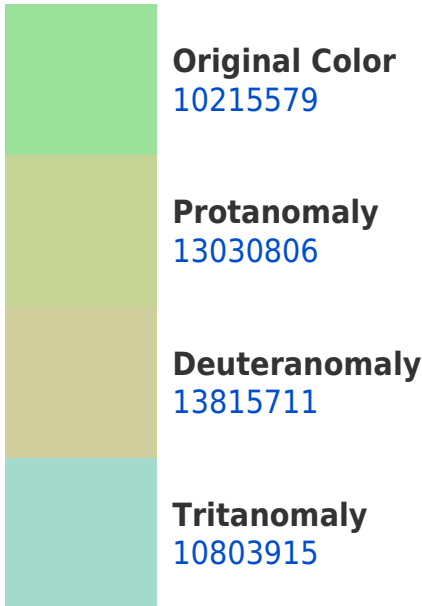 Original Color
10215579
Protanomaly
13030806
Deuteranomaly
13815711
Tritanomaly
10803915